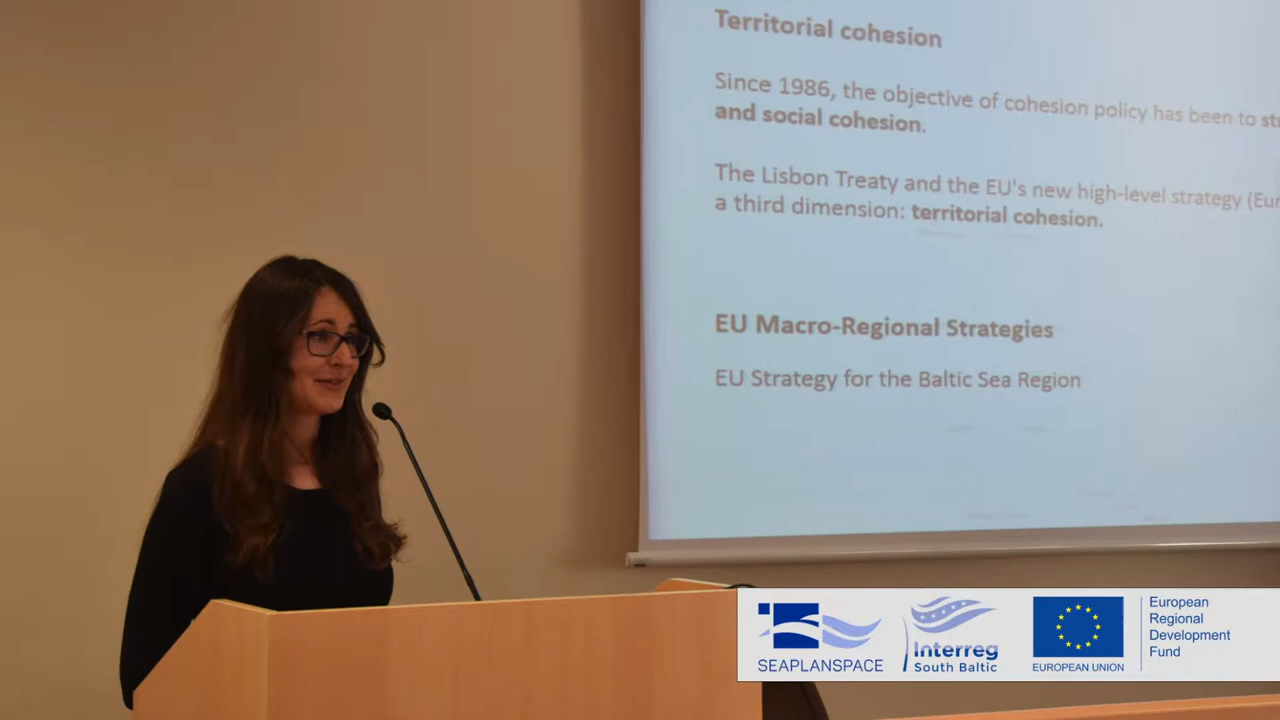 Territorial cohesion
Since 1986, the objective of cohesion policy has been to
and social cohesion.
The Lisbon Treaty and the EU's new high-level strategy
a third dimension: territorial cohesion.
EU Macro-Regional Strategies
EU Strategy for the Baltic Sea Region
SEAPLANSPACE
Interreg
South Baltic
EUROPEAN UNION
European
Regional
Development
Fund